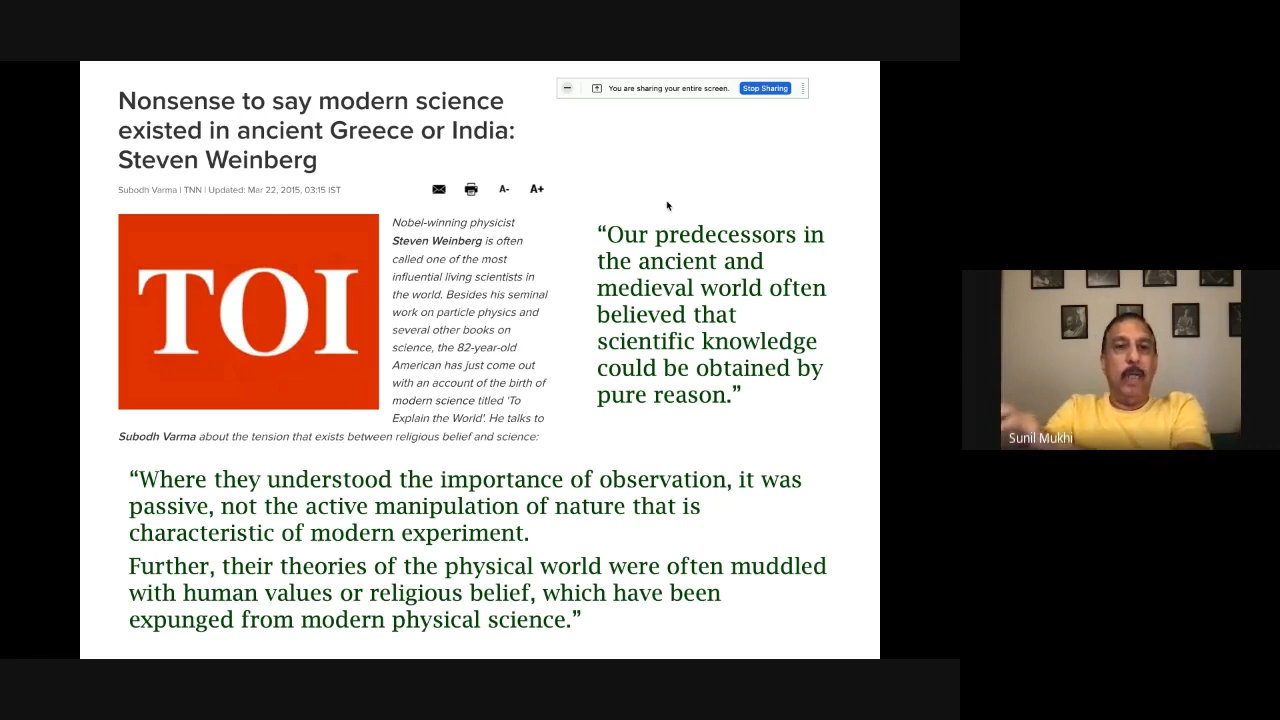 You are sharing your entire screen. Stop Sharing
Nonsense to say modern science
existed in ancient Greece or India:
Steven Weinberg
Subodh Varma | TNN | Updated: Mar 22, 2015, 03:15 IST
A- A+
TOI
Nobel-winning physicist
Steven Weinberg is often
called one of the most
influential living scientists in
the world. Besides his seminal
work on particle physics and
several other books on
science, the 82-year-old
American has just come out
with an account of the birth of
modern science titled 'To
Explain the World'. He talks to
Subodh Varma about the tension that exists between religious belief and science:
“Our predecessors in
the ancient and
medieval world often
believed that
scientific knowledge
could be obtained by
pure reason.”
“Where they understood the importance of observation, it was
passive, not the active manipulation of nature that is
characteristic of modern experiment.
Further, their theories of the physical world were often muddled
with human values or religious belief, which have been
expunged from modern physical science.”
Sunil Mukhi